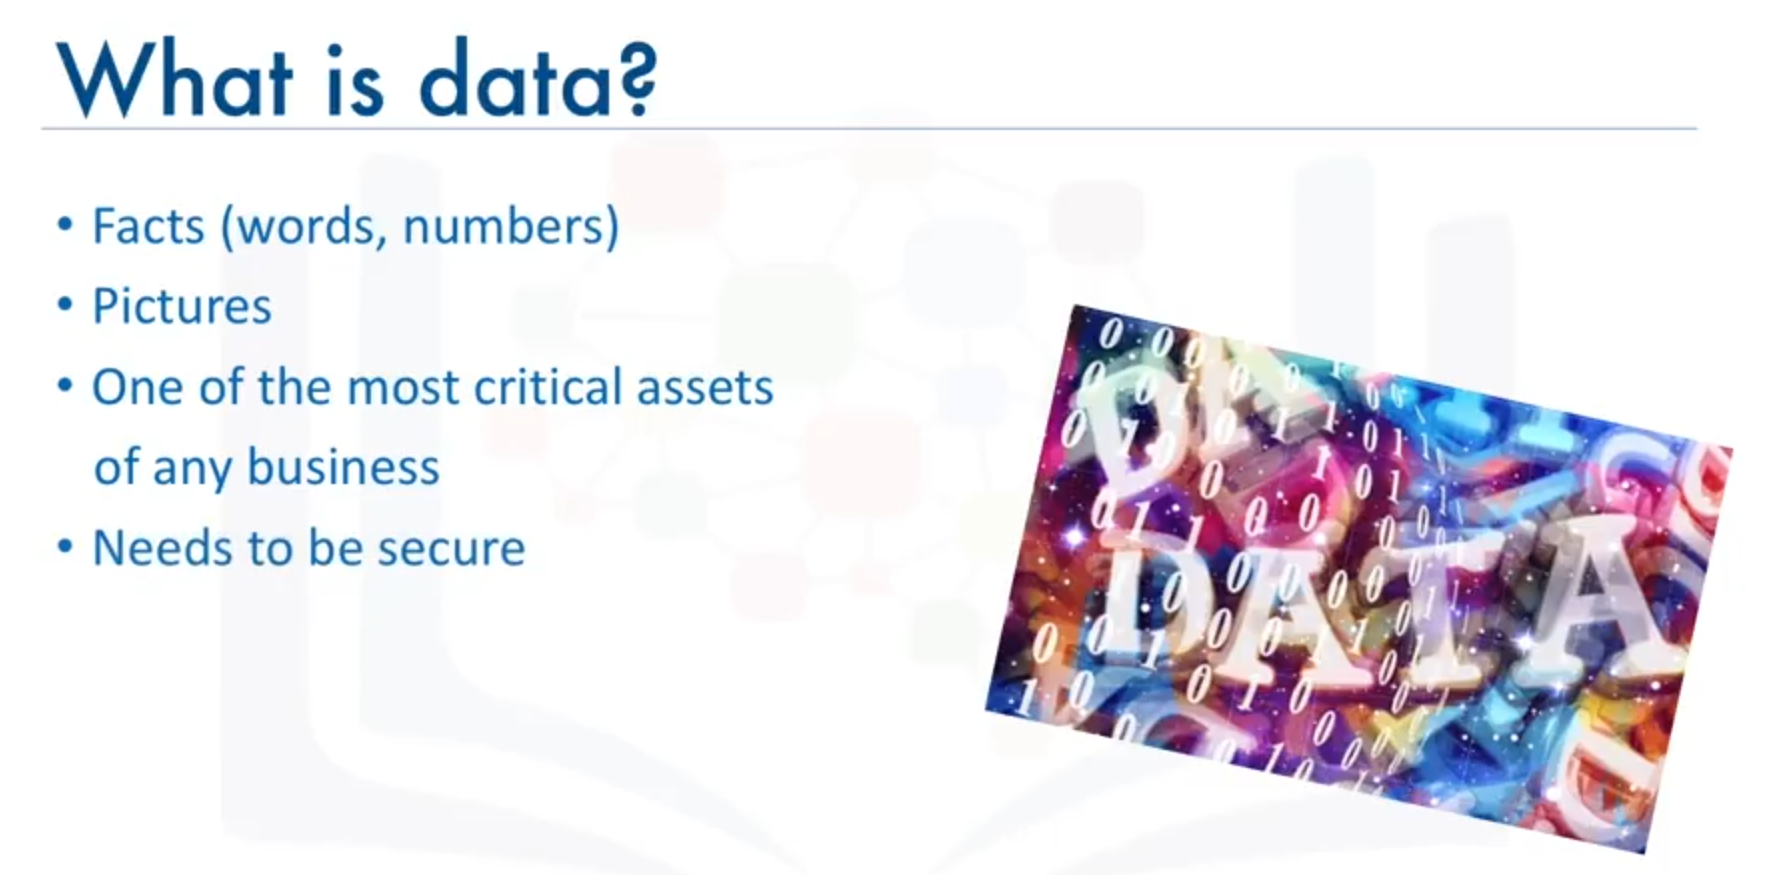 What is data?
• Facts (words, numbers)
• Pictures
• One of the most critical assets
of any business
• Needs to be secure
DATA